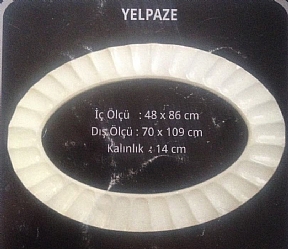 YELPAZE
İç Ölçü : 48 x 86 cm
Dış Ölçü : 70 x 109 cm
Kalınlık : 14 cm